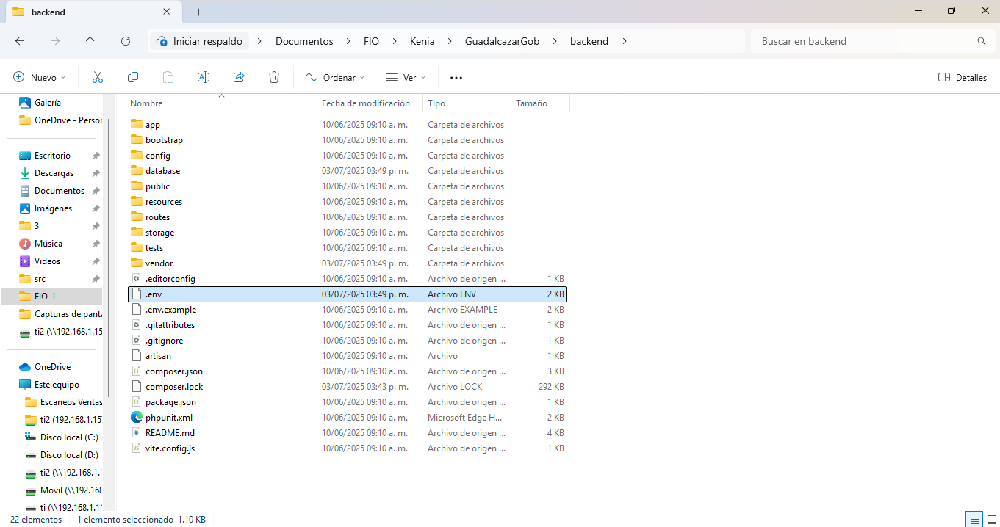 backend
Iniciar respaldo > Documentos > FIO > Kenia > GuadalcazarGob > backend >
Buscar en backend
Nuevo
Ordenar
Ver
Detalles
Galería
OneDrive - Person
Escritorio
Descargas
Documentos
Imágenes
3
Música
Videos
src
FIO-1
Capturas de panta
ti2 (\\192.168.1.15
OneDrive
Este equipo
Escaneos Ventas
ti2 (192.168.1.15)
Disco local (C:)
Disco local (D:)
ti2 (\\192.168.1.1
Movil (\\192.168
ti (\\192.168.1.11
Nombre Fecha de modificación Tipo Tamaño
app 10/06/2025 09:10 a. m. Carpeta de archivos
bootstrap 10/06/2025 09:10 a. m. Carpeta de archivos
config 10/06/2025 09:10 a. m. Carpeta de archivos
database 03/07/2025 03:49 p. m. Carpeta de archivos
public 10/06/2025 09:10 a. m. Carpeta de archivos
resources 10/06/2025 09:10 a. m. Carpeta de archivos
routes 10/06/2025 09:10 a. m. Carpeta de archivos
storage 10/06/2025 09:10 a. m. Carpeta de archivos
tests 10/06/2025 09:10 a. m. Carpeta de archivos
vendor 03/07/2025 03:49 p. m. Carpeta de archivos
.editorconfig 10/06/2025 09:10 a. m. Archivo de origen ... 1 KB
.env 03/07/2025 03:49 p. m. Archivo ENV 2 KB
.env.example 10/06/2025 09:10 a. m. Archivo EXAMPLE 2 KB
.gitattributes 10/06/2025 09:10 a. m. Archivo de origen ... 1 KB
.gitignore 10/06/2025 09:10 a. m. Archivo de origen ... 1 KB
artisan 10/06/2025 09:10 a. m. Archivo 1 KB
composer.json 10/06/2025 09:10 a. m. Archivo de origen ... 3 KB
composer.lock 03/07/2025 03:43 p. m. Archivo LOCK 292 KB
package.json 10/06/2025 09:10 a. m. Archivo de origen ... 1 KB
phpunit.xml 10/06/2025 09:10 a. m. Microsoft Edge H... 2 KB
README.md 10/06/2025 09:10 a. m. Archivo de origen ... 4 KB
vite.config.js 10/06/2025 09:10 a. m. Archivo de origen ... 1 KB
22 elementos 1 elemento seleccionado 1.10 KB